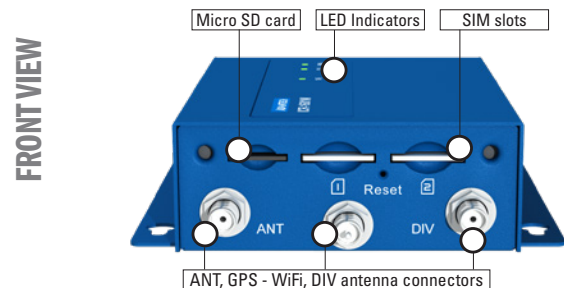 Micro SD card
LED Indicators
SIM slots
FRONT VIEW
1
Reset
2
ANT
DIV
ANT, GPS - WiFi, DIV antenna connectors